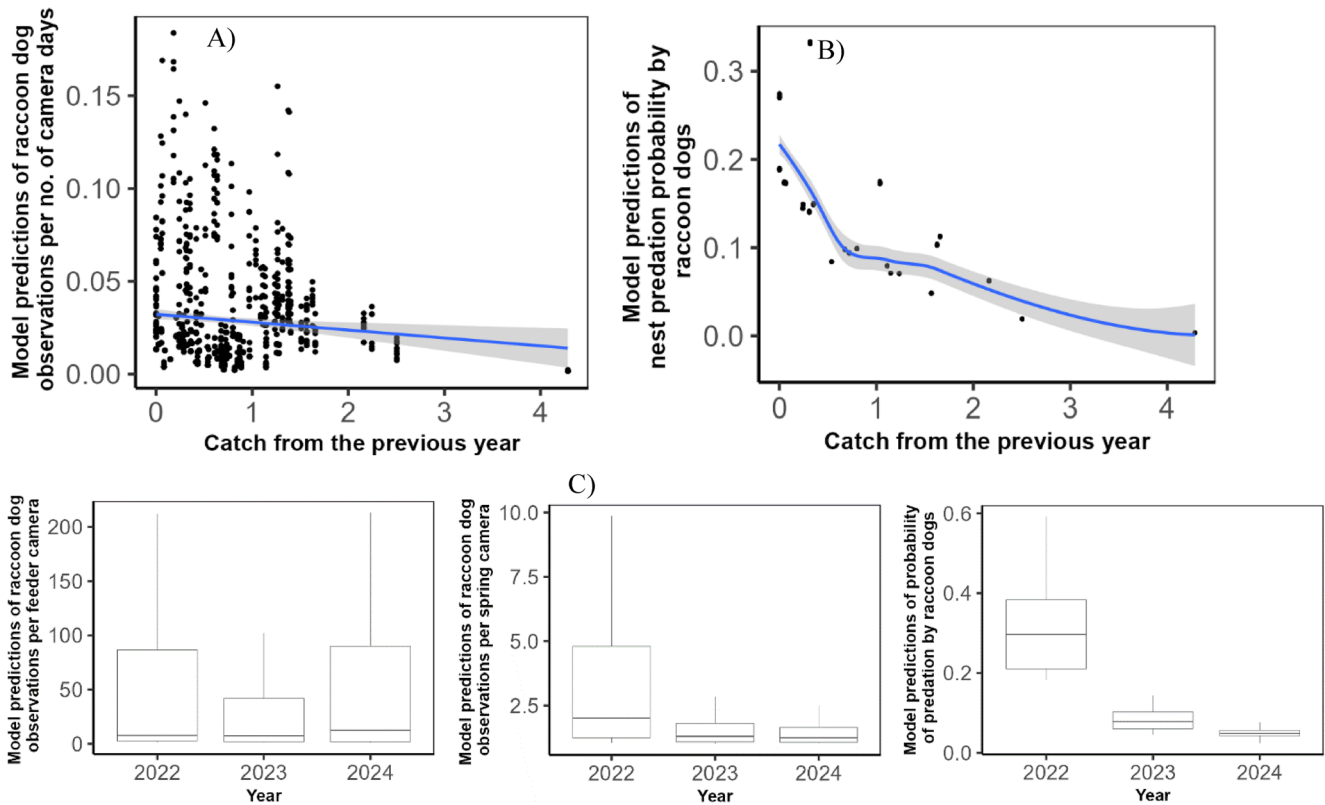 A)
Model predictions of raccoon dog
observations per no. of camera days
0.15
0.10
0.05
0.00
0 1 2 3 4
Catch from the previous year
B)
Model predictions of
nest predation probability by
raccoon dogs
0.3
0.2
0.1
0.0
0 1 2 3 4
Catch from the previous year
C)
Model predictions of raccoon dog
observations per feeder camera
200
150
100
50
0
2022 2023 2024
Year
Model predictions of raccoon dog
observations per spring camera
10.0
7.5
5.0
2.5
2022 2023 2024
Year
Model predictions of probability
of predation by raccoon dogs
0.6
0.4
0.2
0.0
2022 2023 2024
Year